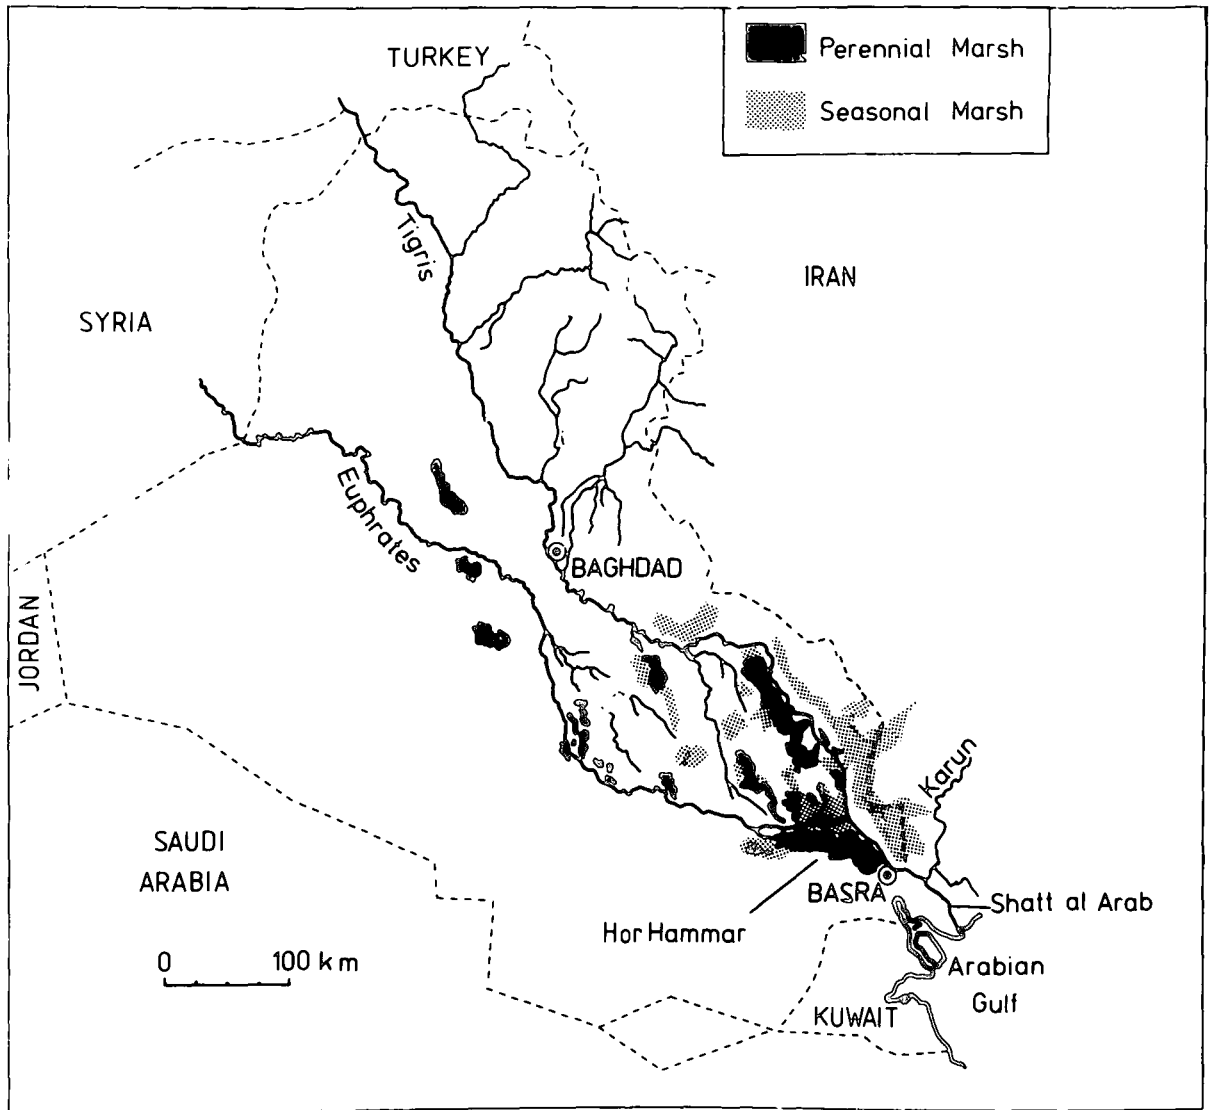 TURKEY
Perennial Marsh
Seasonal Marsh
Tigris
IRAN
SYRIA
Euphrates
BAGHDAD
JORDAN
Karun
SAUDI
ARABIA
BASRA
Shatt al Arab
Hor Hammar
0 100 km
Arabian
Gulf
KUWAIT